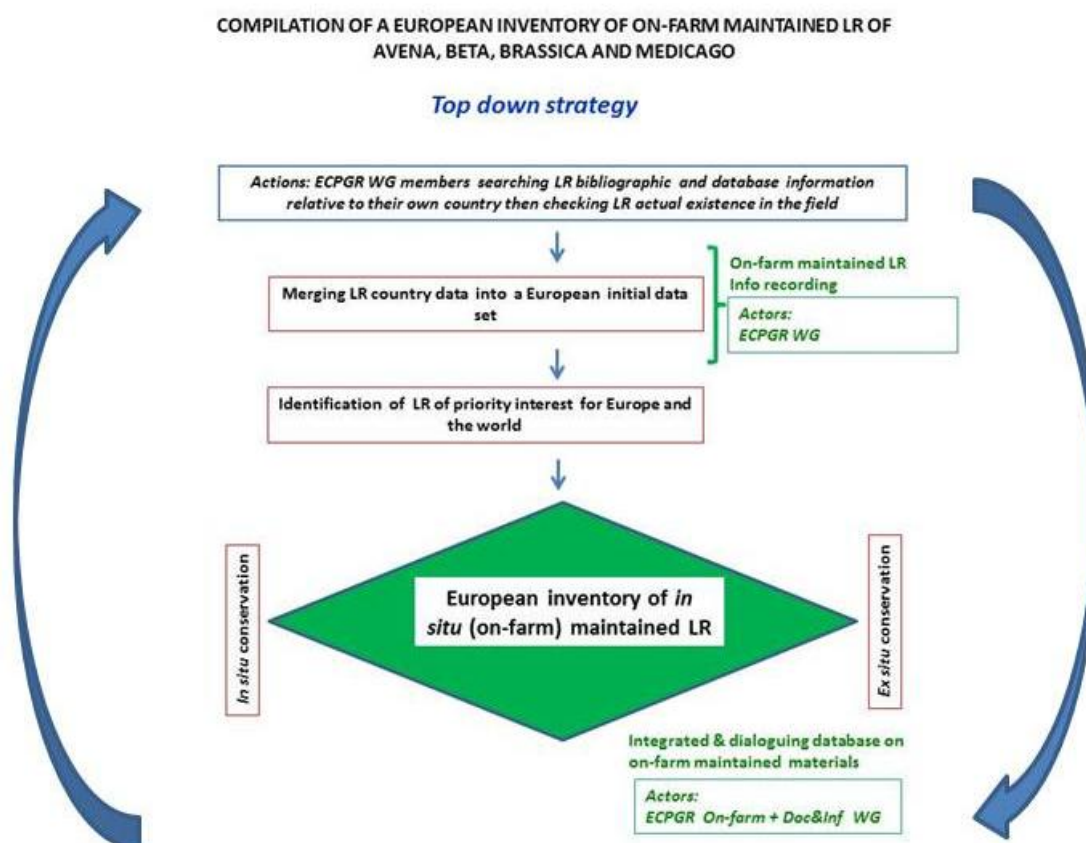 COMPILATION OF A EUROPEAN INVENTORY OF ON-FARM MAINTAINED LR OF
AVENA, BETA, BRASSICA AND MEDICAGO
Top down strategy
Actions: ECPGR WG members searching LR bibliographic and database information
relative to their own country then checking LR actual existence in the field
Merging LR country data into a European initial data
set
On-farm maintained LR
Info recording
Actors:
ECPGR WG
Identification of LR of priority interest for Europe and
the world
In situ conservation
European inventory of in
situ (on-farm) maintained LR
Ex situ conservation
Integrated & dialoguing database on
on-farm maintained materials
Actors:
ECPGR On-farm + Doc&Inf WG